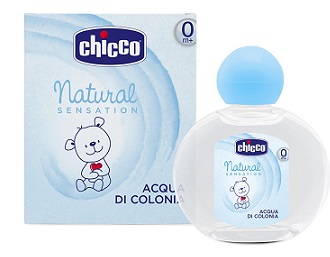 chicco
0
m+
Natural
SENSATION
ACQUA
DI COLONIA
chicco
Natural
SENSATION
0
m+
ACQUA
DI COLONIA